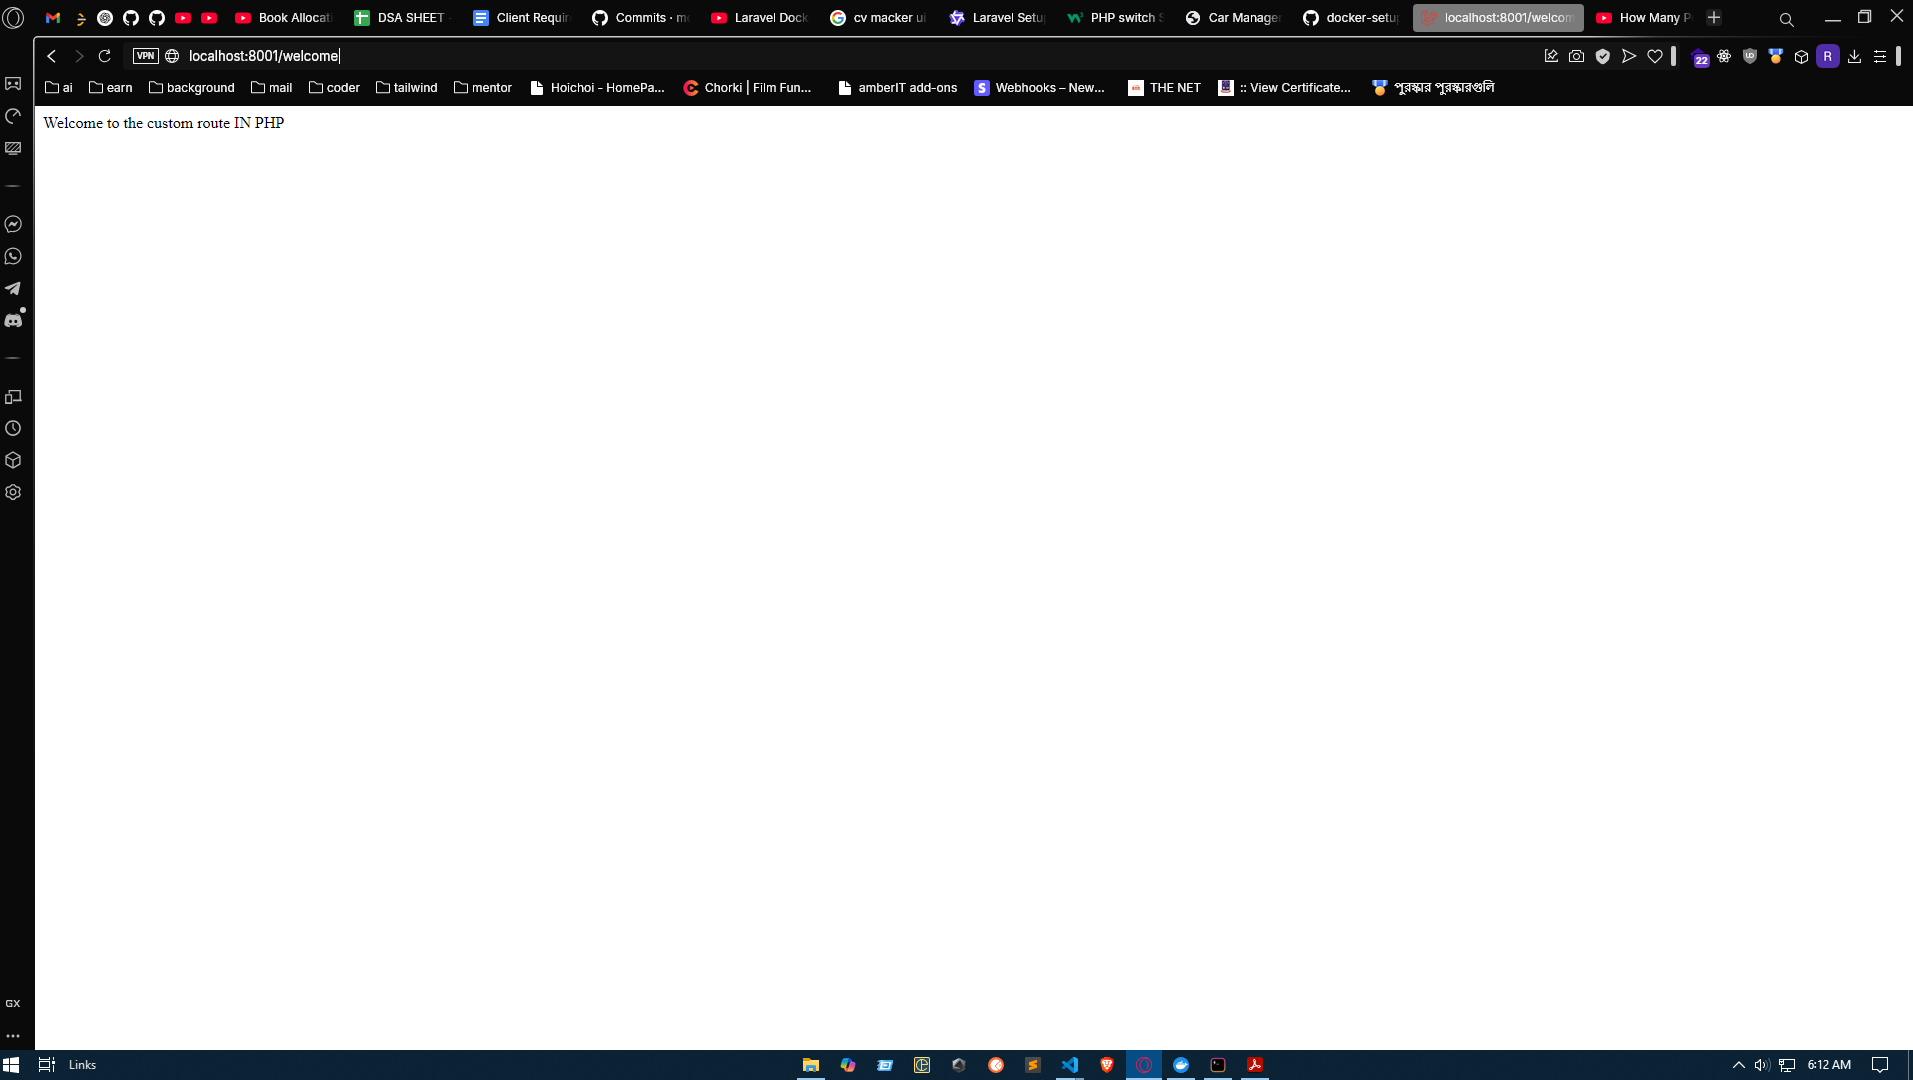 Book Allocati
DSA SHEET
Client Requir
Commits · me
Laravel Dock
cv macker ui
Laravel Setu
PHP switch S
Car Manager
docker-setu
localhost:8001/welcom
How Many P
VPN
localhost:8001/welcome
22
R
ai
earn
background
mail
coder
tailwind
mentor
Hoichoi - HomePa...
Chorki | Film Fun...
amberIT add-ons
Webhooks – New...
THE NET
:: View Certificate...
পুরস্কার পুরস্কারগুলি
Welcome to the custom route IN PHP
GX
Links
6:12 AM